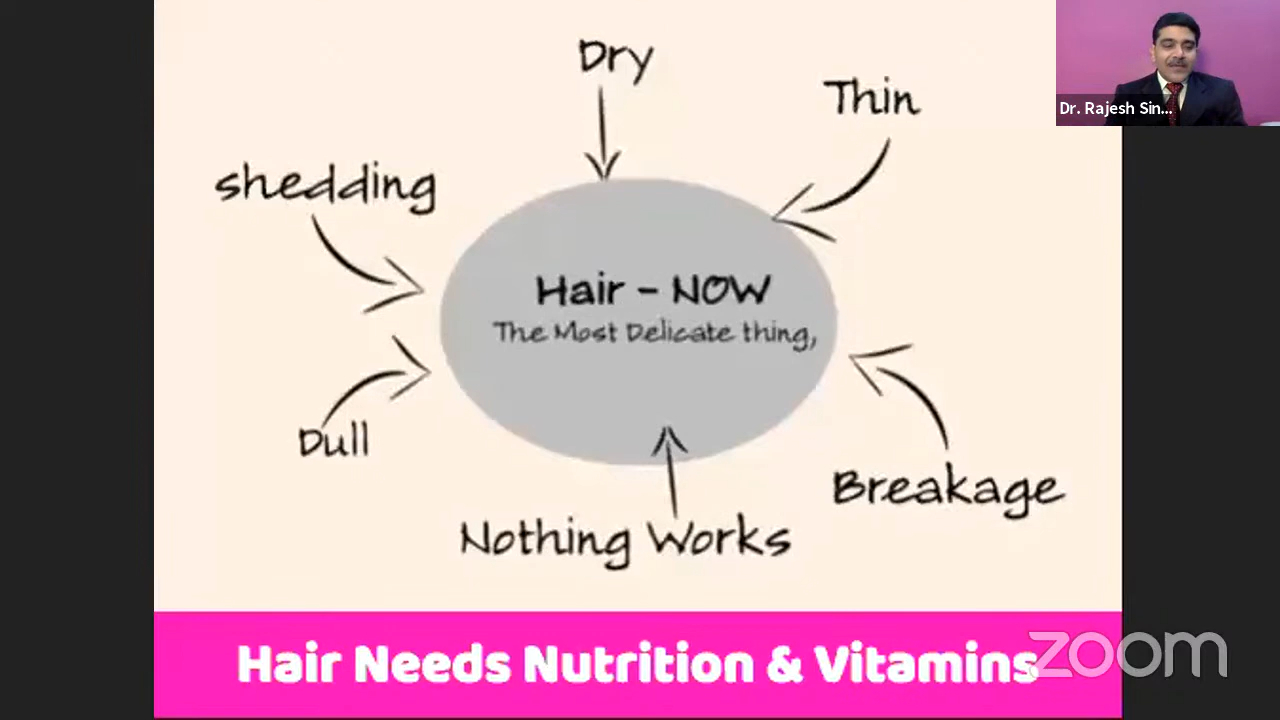 Dry
Thin
Dr. Rajesh Sin...
shedding
Hair - NOW
The Most Delicate thing,
Dull
Breakage
Nothing Works
Hair Needs Nutrition & Vitamins
zoom